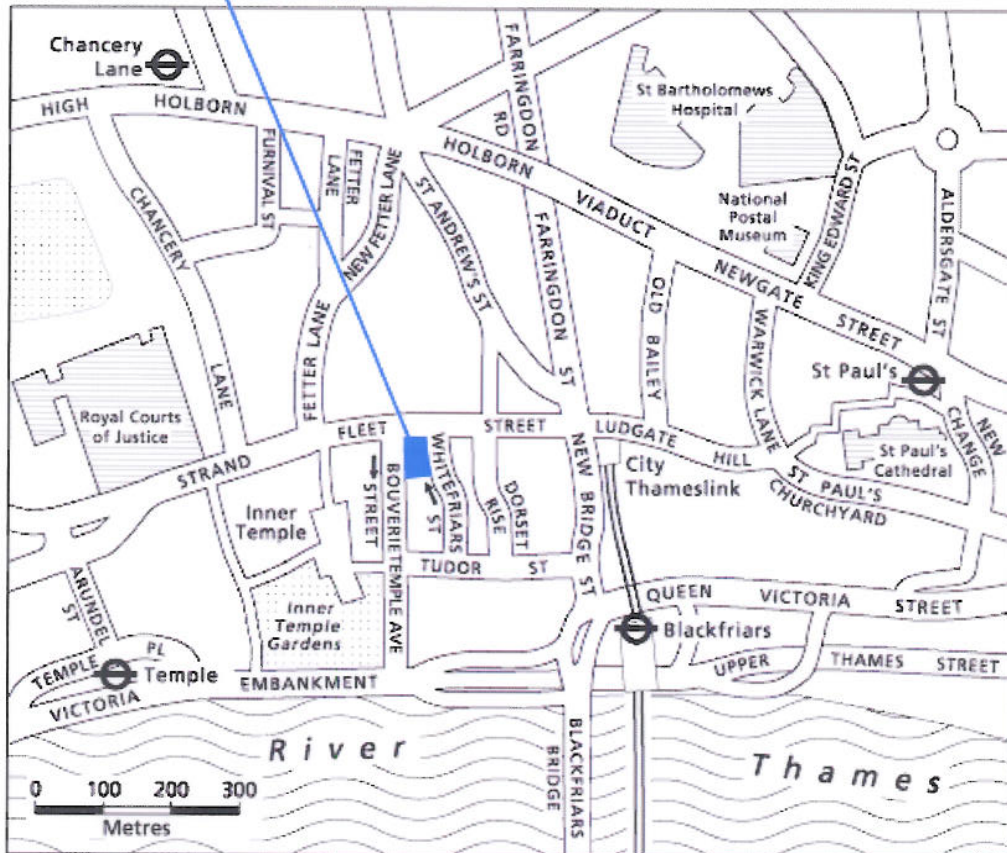 Chancery
Lane
HIGH HOLBORN
FARRINGDON
RD
St Bartholomews
Hospital
FURNIVAL ST
FETTER
LANE
NEW FETTER LANE
HOLBORN VIADUCT
CHANCERY
LANE
ST ANDREW'S ST
FARRINGDON ST
National
Postal
Museum
KING EDWARD ST
ALDERSGATE ST
NEWGATE STREET
OLD BAILEY
WARWICK LANE
FETTER LANE
St Paul's
Royal Courts
of Justice
STRAND
FLEET STREET
LUDGATE HILL
NEW
CHANGE
St Paul's
Cathedral
ST PAUL'S
CHURCHYARD
City
Thameslink
NEW BRIDGE ST
WHITEFRIARS
ST
BOUVERIE
STREET
DORSET
RISE
Inner
Temple
TUDOR ST
TEMPLE AVE
Inner
Temple
Gardens
ARUNDEL
ST
QUEEN VICTORIA STREET
Blackfriars
TEMPLE PL
Temple
UPPER THAMES STREET
VICTORIA EMBANKMENT
River Thames
BLACKFRIARS
BRIDGE
0 100 200 300
Metres